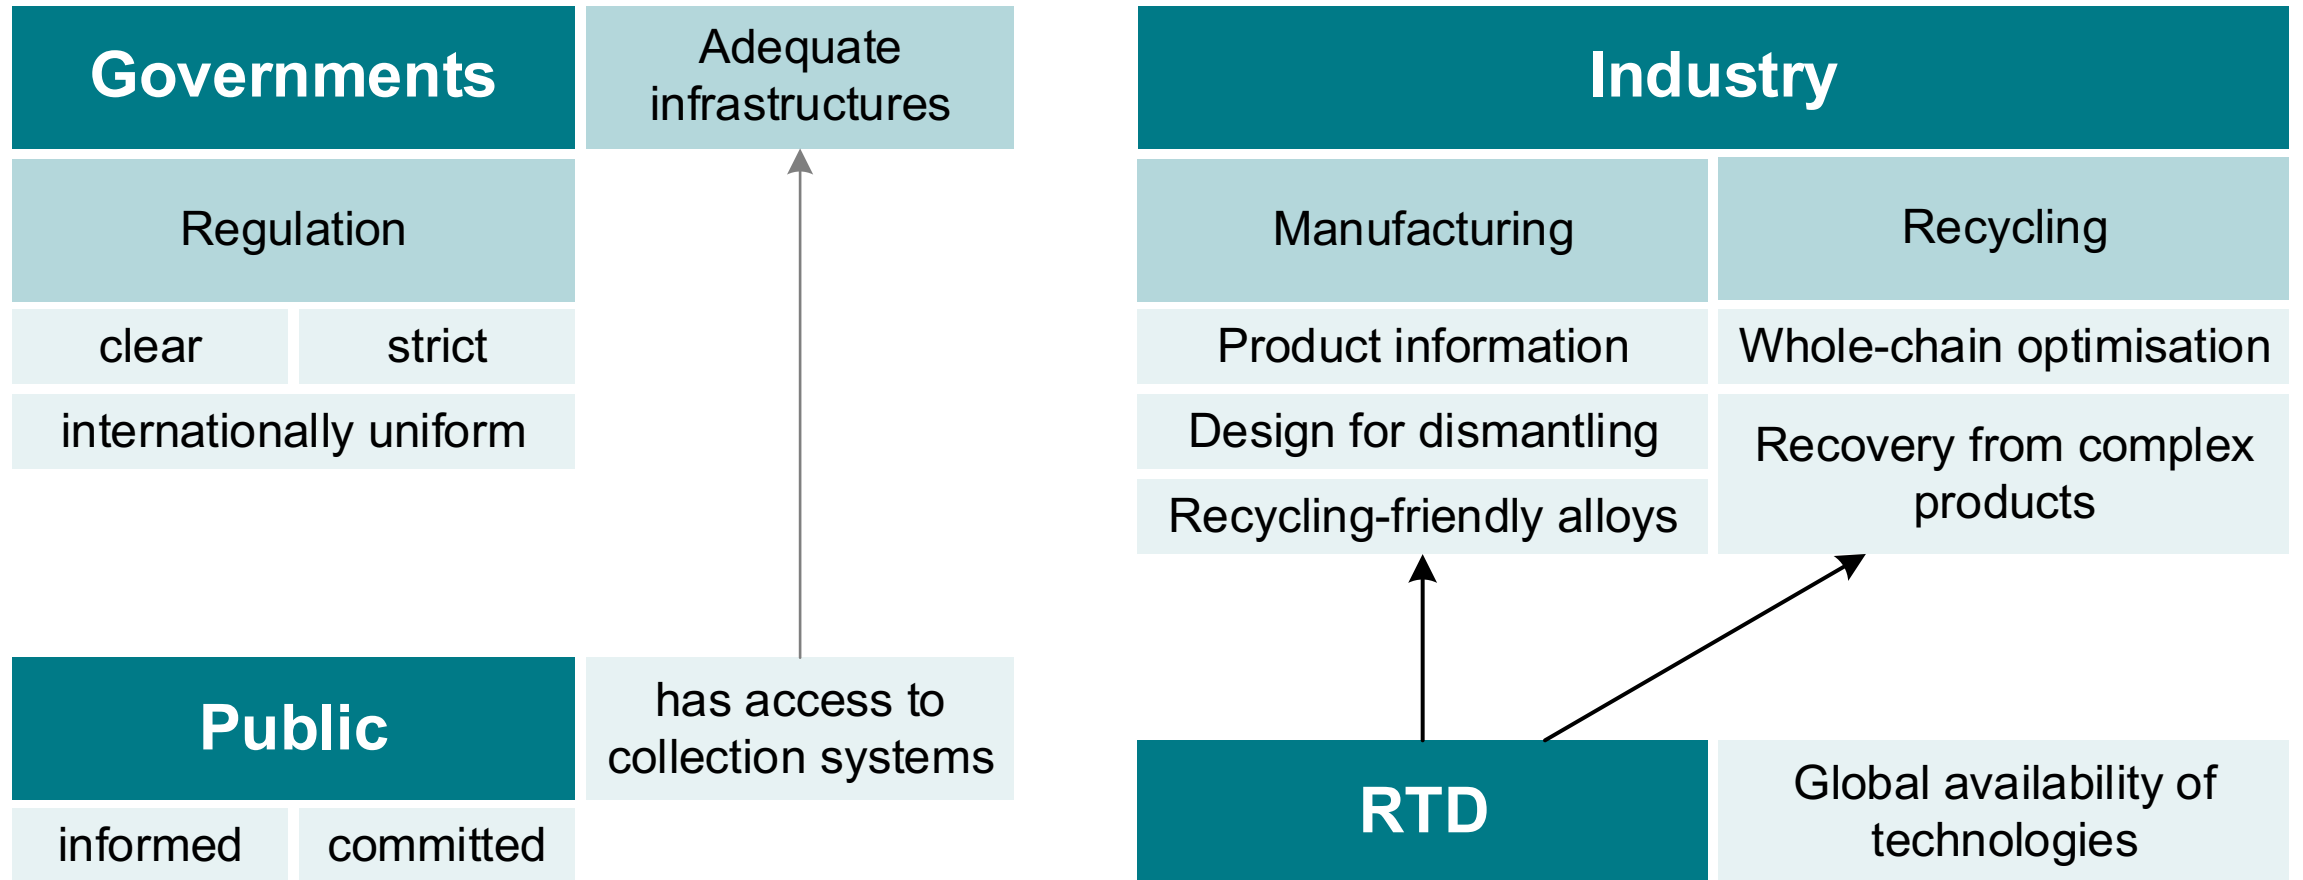 Governments
Adequate
infrastructures
Regulation
clear
strict
internationally uniform
Public
has access to
collection systems
informed
committed
Industry
Manufacturing
Recycling
Product information
Whole-chain optimisation
Design for dismantling
Recovery from complex
products
Recycling-friendly alloys
RTD
Global availability of
technologies